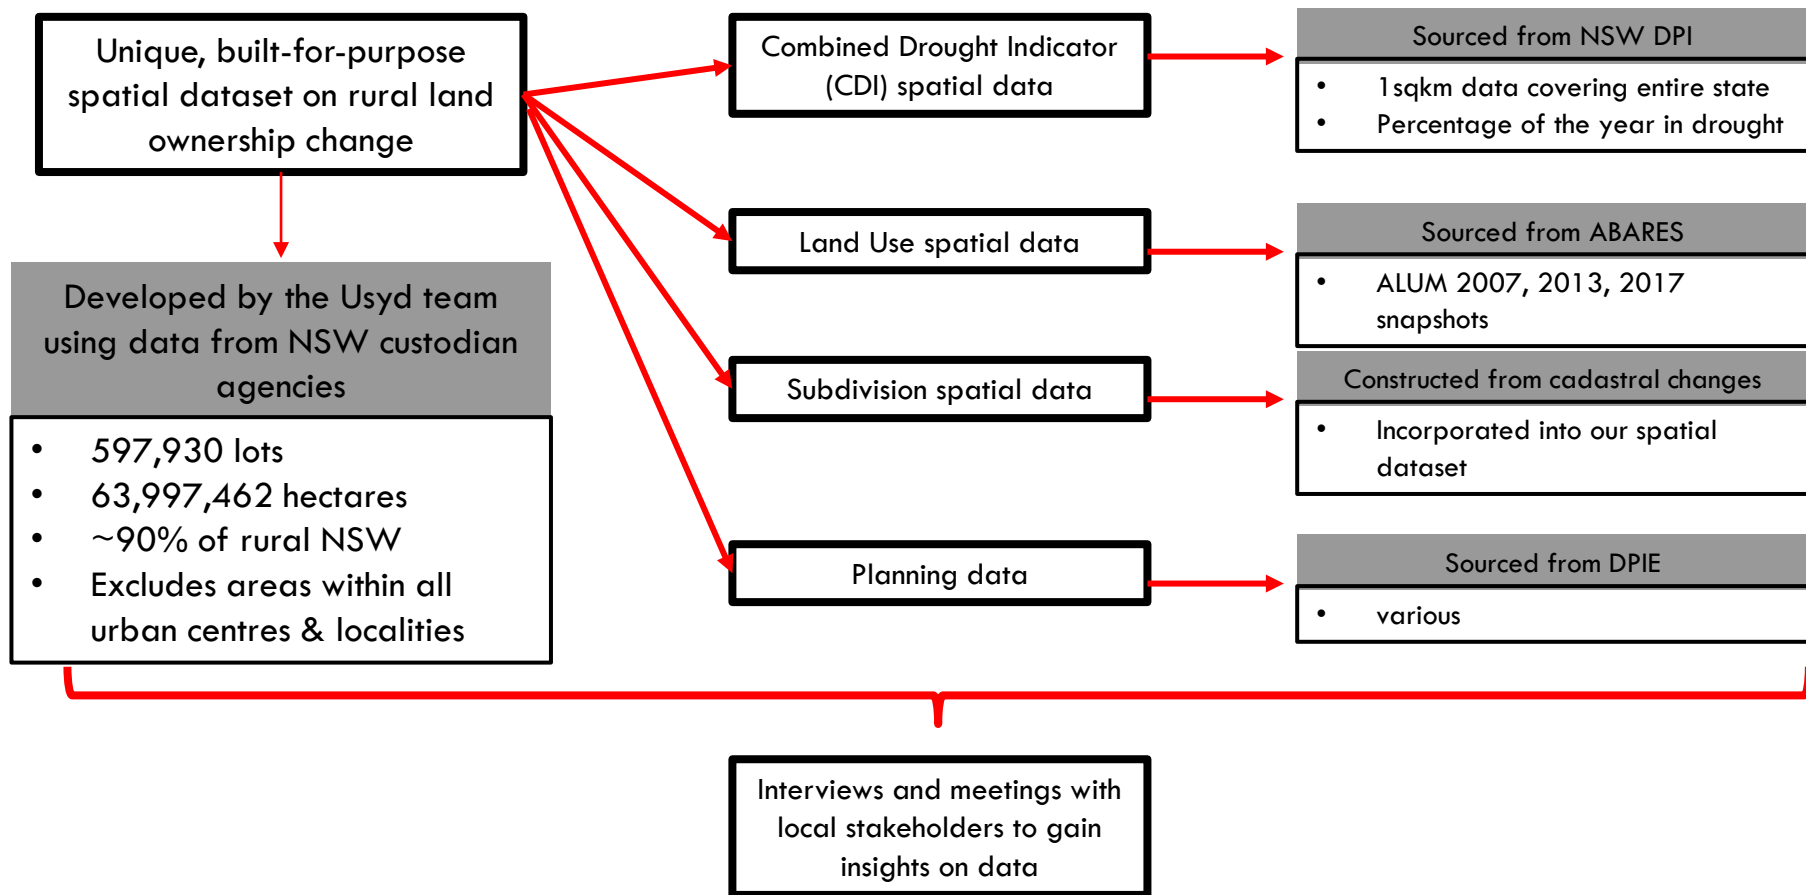 Unique, built-for-purpose
spatial dataset on rural land
ownership change
Developed by the Usyd team
using data from NSW custodian
agencies
• 597,930 lots
• 63,997,462 hectares
• ~90% of rural NSW
• Excludes areas within all
urban centres & localities
Combined Drought Indicator
(CDI) spatial data
Sourced from NSW DPI
• 1sqkm data covering entire state
• Percentage of the year in drought
Land Use spatial data
Sourced from ABARES
• ALUM 2007, 2013, 2017
snapshots
Subdivision spatial data
Constructed from cadastral changes
• Incorporated into our spatial
dataset
Planning data
Sourced from DPIE
• various
Interviews and meetings with
local stakeholders to gain
insights on data